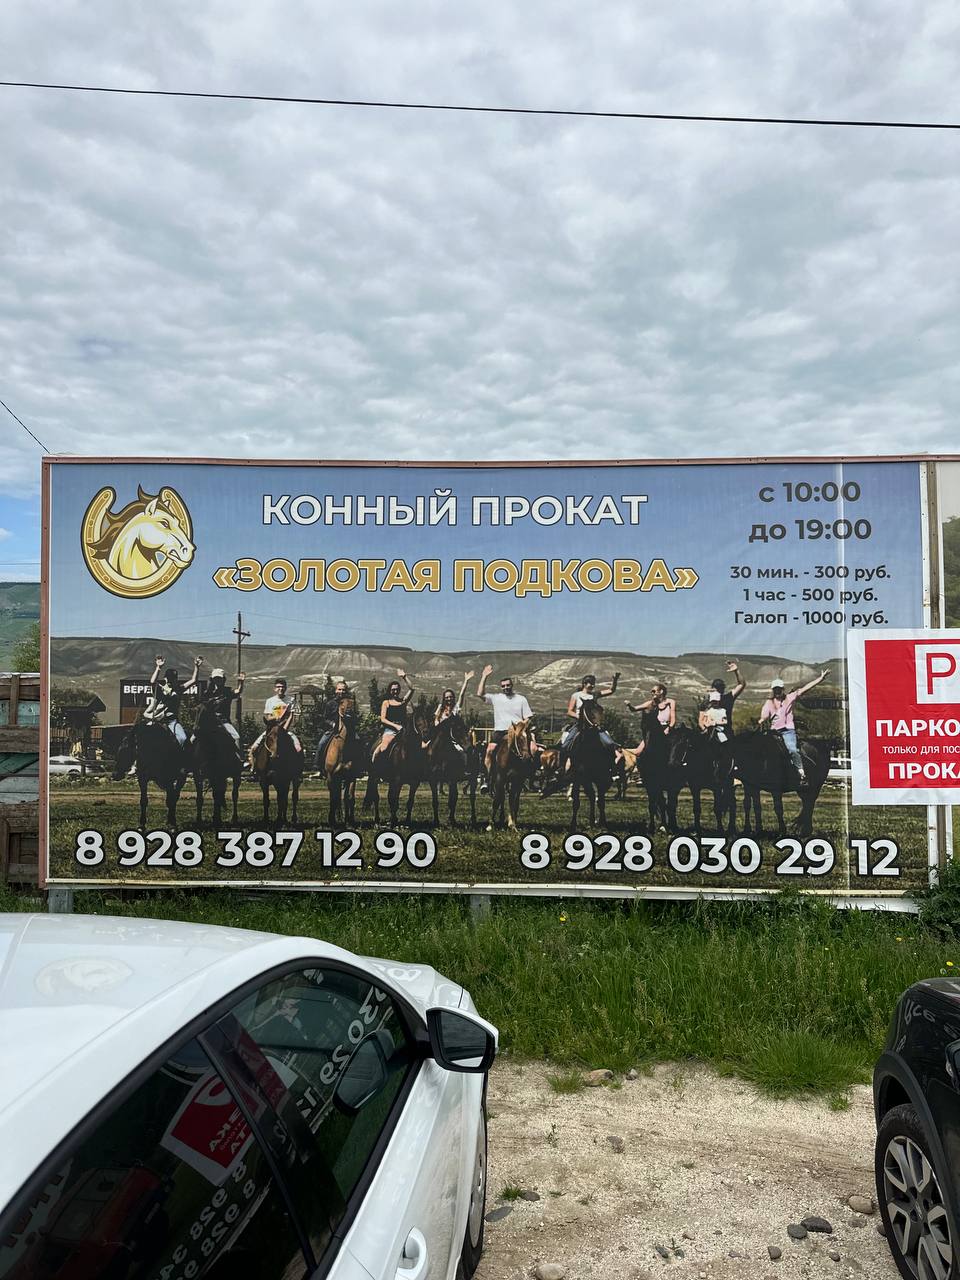 КОННЫЙ ПРОКАТ
«ЗОЛОТАЯ ПОДКОВА»
с 10:00
до 19:00
30 мин. - 300 руб.
1 час - 500 руб.
Галоп - 1000 руб.
8 928 387 12 90
8 928 030 29 12
P
ПАРКО
только для пос
ПРОКА